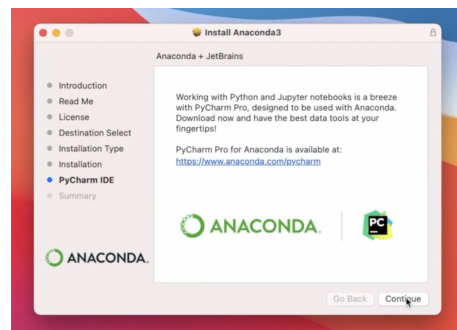 Install Anaconda3
Anaconda + JetBrains
Introduction
Read Me
License
Destination Select
Installation Type
Installation
PyCharm IDE
Summary
Working with Python and Jupyter notebooks is a breeze
with PyCharm Pro, designed to be used with Anaconda.
Download now and have the best data tools at your
fingertips!
PyCharm Pro for Anaconda is available at:
https://www.anaconda.com/pycharm
ANACONDA.
PC
ANACONDA.
Go Back
Continue